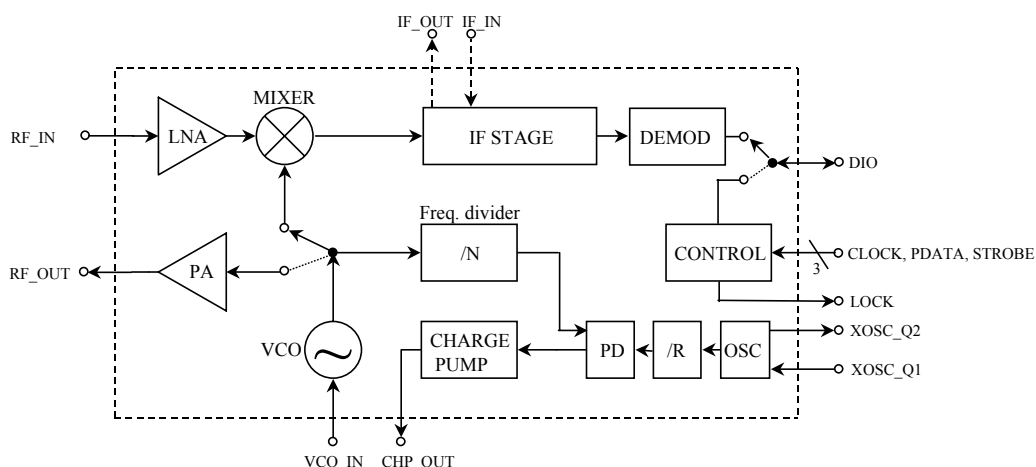 IF_OUT IF_IN
MIXER
RF_IN
LNA
IF STAGE
DEMOD
DIO
Freq. divider
/N
CONTROL
3
CLOCK, PDATA, STROBE
RF_OUT
PA
LOCK
VCO
CHARGE
PUMP
PD
/R
OSC
XOSC_Q2
XOSC_Q1
VCO_IN CHP_OUT